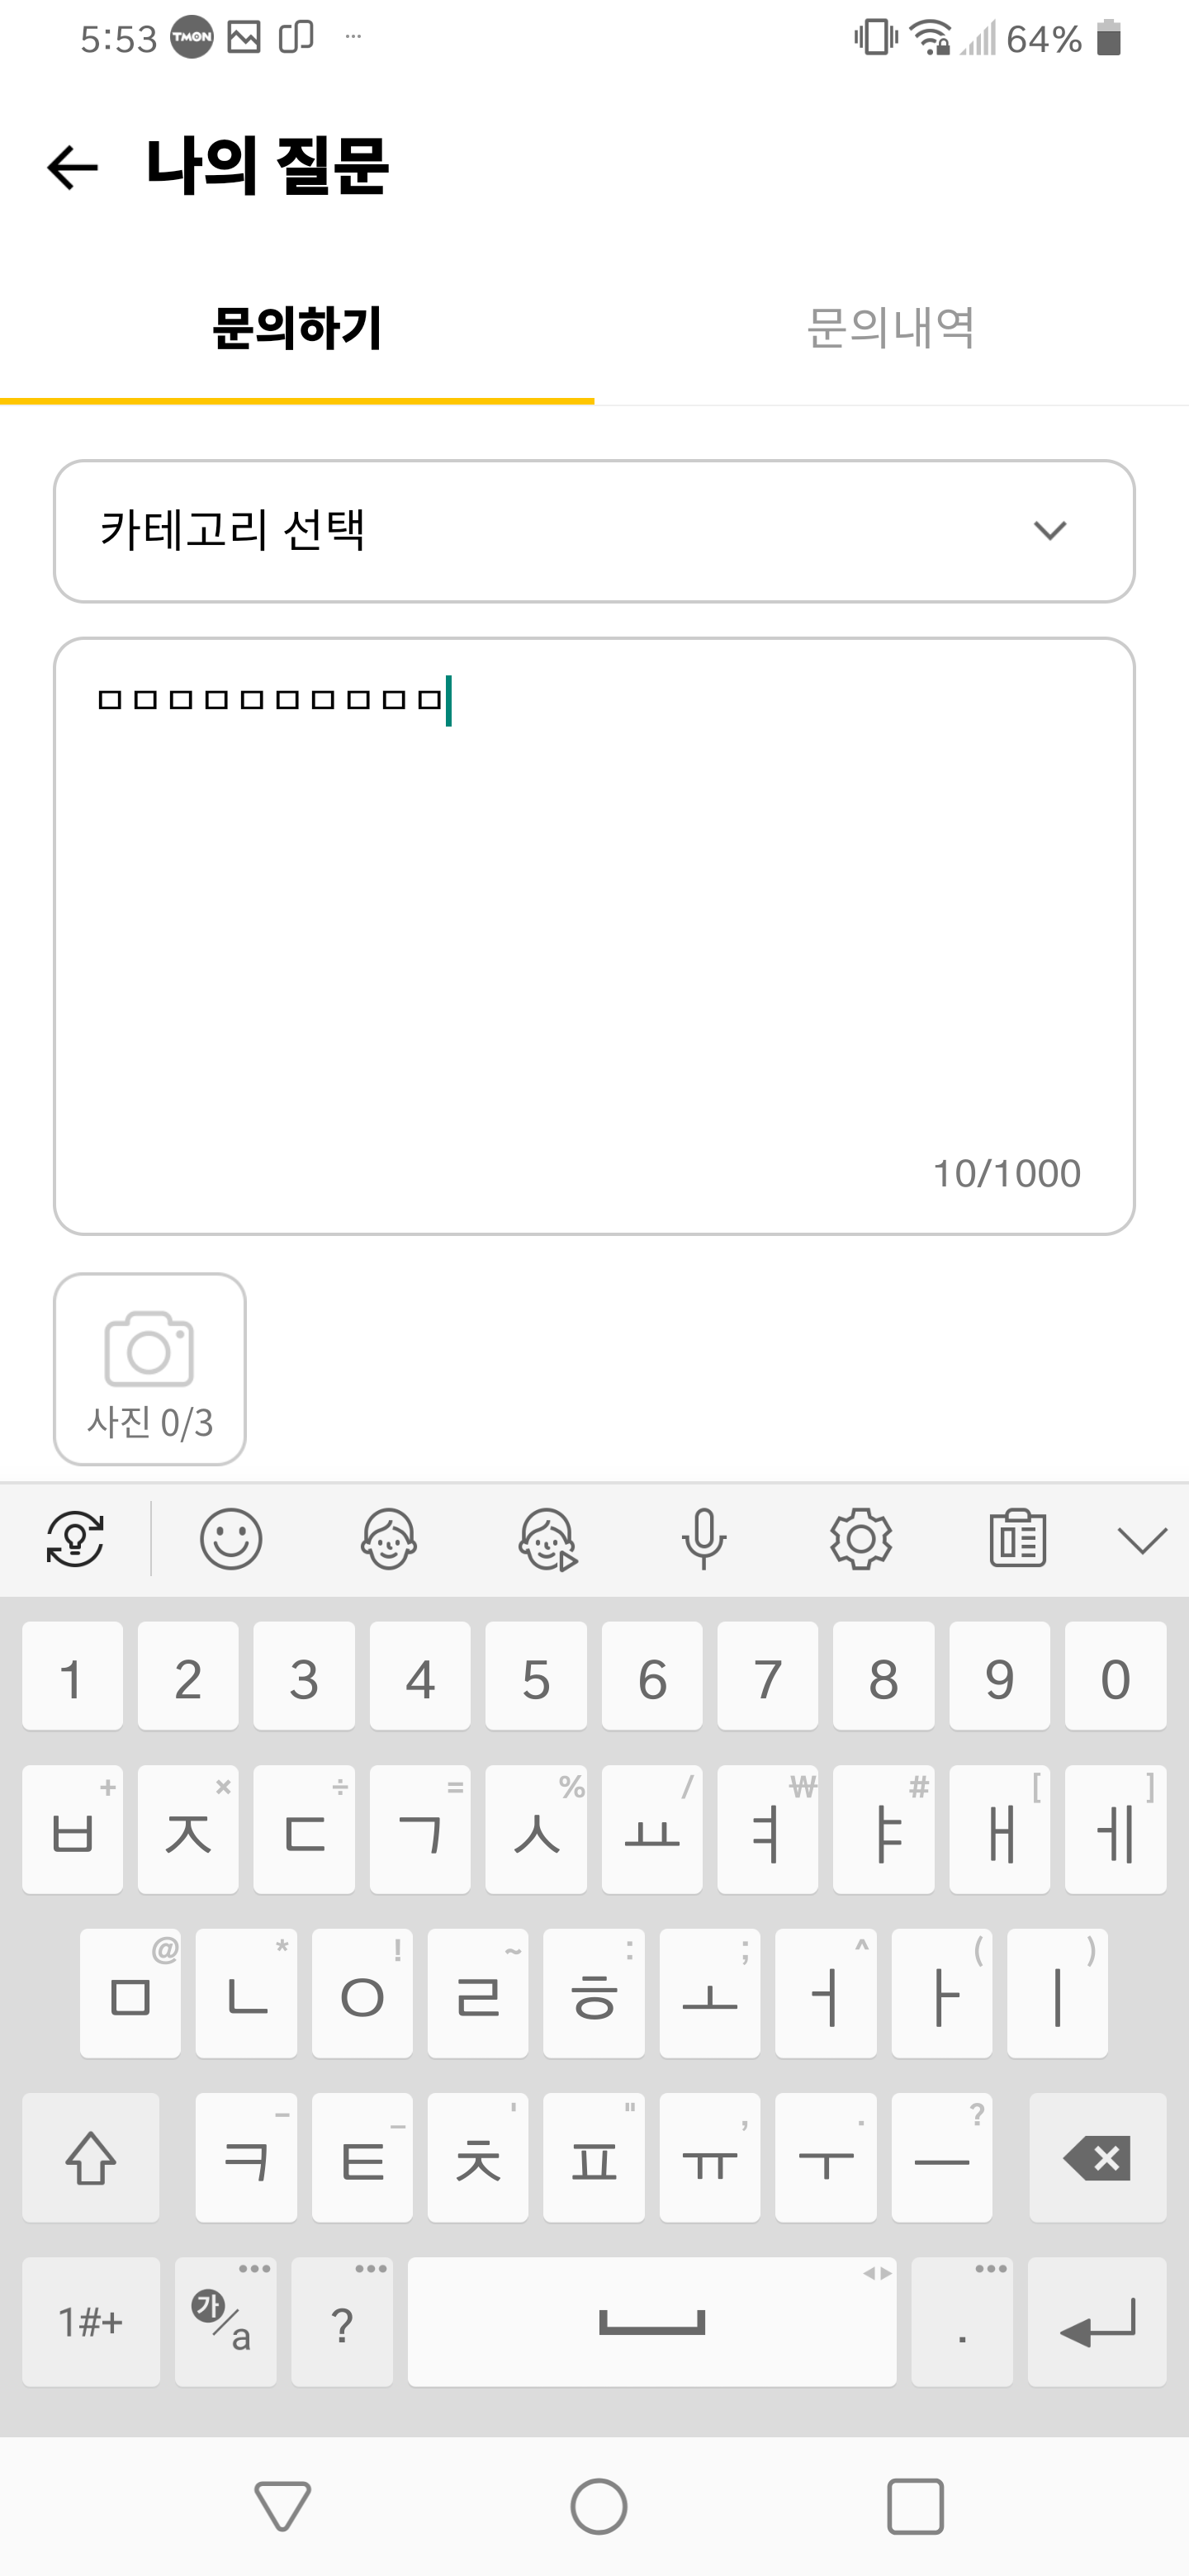 5:53 TMON ... 64%
나의 질문
문의하기 문의내역
카테고리 선택
ㅁㅁㅁㅁㅁㅁㅁㅁㅁㅁ
10/1000
사진 0/3
1 2 3 4 5 6 7 8 9 0
+ × ÷ = % / ₩ # [ ]
ㅂ ㅈ ㄷ ㄱ ㅅ ㅛ ㅕ ㅑ ㅐ ㅔ
@ * ! ~ : ; ^ ( )
ㅁ ㄴ ㅇ ㄹ ㅎ ㅗ ㅓ ㅏ ㅣ
- _ ' " , . ?
ㅋ ㅌ ㅊ ㅍ ㅠ ㅜ ㅡ
1#+ 가/a ? .